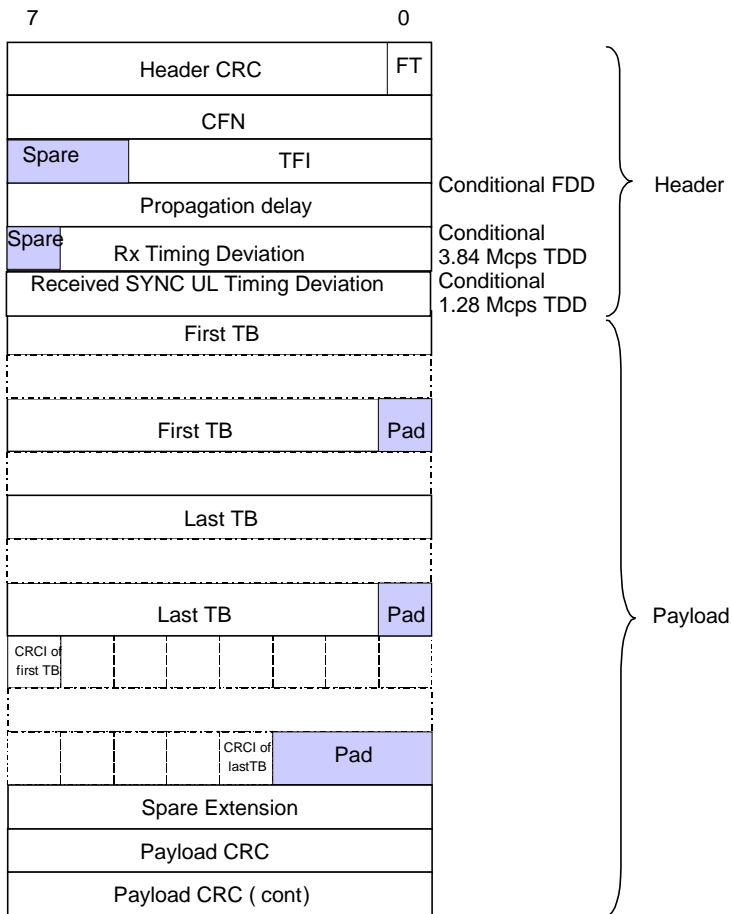 7 0
Header CRC FT
CFN
Spare TFI
Conditional FDD
Header
Propagation delay
Spare Rx Timing Deviation
Conditional
3.84 Mcps TDD
Received SYNC UL Timing Deviation
Conditional
1.28 Mcps TDD
First TB
First TB Pad
Last TB
Last TB Pad
Payload
CRCI of
first TB
CRCI of
lastTB
Pad
Spare Extension
Payload CRC
Payload CRC ( cont)